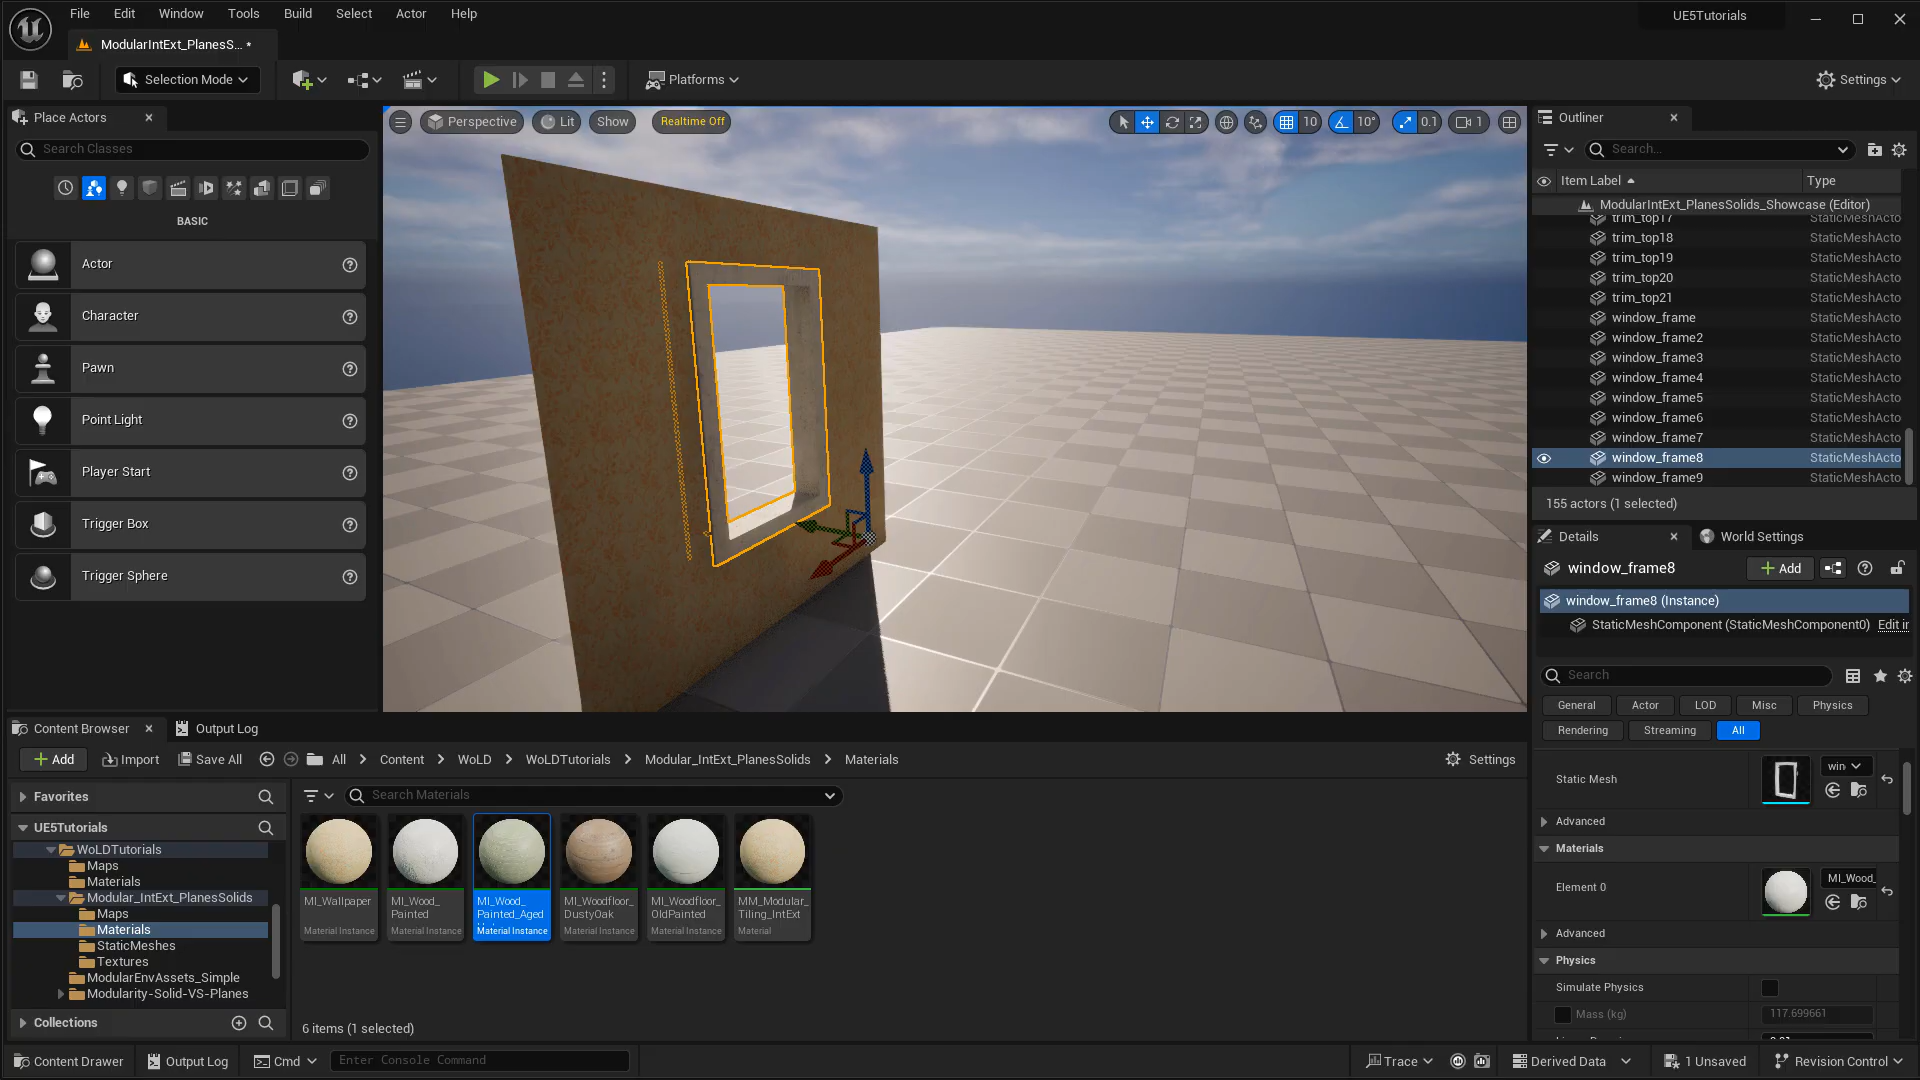 File Edit Window Tools Build Select Actor Help
UE5Tutorials
ModularIntExt_PlanesS... *
Selection Mode
Platforms
Settings
Place Actors
Search Classes
BASIC
Actor
Character
Pawn
Point Light
Player Start
Trigger Box
Trigger Sphere
Perspective Lit Show Realtime Off
10 10° 0.1 1
Outliner
Search...
Item Label Type
ModularIntExt_PlanesSolids_Showcase (Editor)
trim_top17 StaticMeshActo
trim_top18 StaticMeshActo
trim_top19 StaticMeshActo
trim_top20 StaticMeshActo
trim_top21 StaticMeshActo
window_frame StaticMeshActo
window_frame2 StaticMeshActo
window_frame3 StaticMeshActo
window_frame4 StaticMeshActo
window_frame5 StaticMeshActo
window_frame6 StaticMeshActo
window_frame7 StaticMeshActo
window_frame8 StaticMeshActo
window_frame9 StaticMeshActo
155 actors (1 selected)
Details World Settings
window_frame8 + Add
window_frame8 (Instance)
StaticMeshComponent (StaticMeshComponent0) Edit ir
Search
General Actor LOD Misc Physics
Rendering Streaming All
Static Mesh win
Advanced
Materials
Element 0 MI_Wood_
Advanced
Physics
Simulate Physics
Mass (kg) 117.699661
Content Browser Output Log
+ Add Import Save All All > Content > WoLD > WoLDTutorials > Modular_IntExt_PlanesSolids > Materials Settings
Favorites
UE5Tutorials
WoLDTutorials
Maps
Materials
Modular_IntExt_PlanesSolids
Maps
Materials
StaticMeshes
Textures
ModularEnvAssets_Simple
Modularity-Solid-VS-Planes
Collections
Search Materials
MI_Wallpaper
Material Instance
MI_Wood_
Painted
Material Instance
MI_Wood_
Painted_Aged
Material Instance
MI_Woodfloor_
DustyOak
Material Instance
MI_Woodfloor_
OldPainted
Material Instance
MM_Modular_
Tiling_IntExt
Material
6 items (1 selected)
Content Drawer Output Log Cmd Enter Console Command Trace Derived Data 1 Unsaved Revision Control